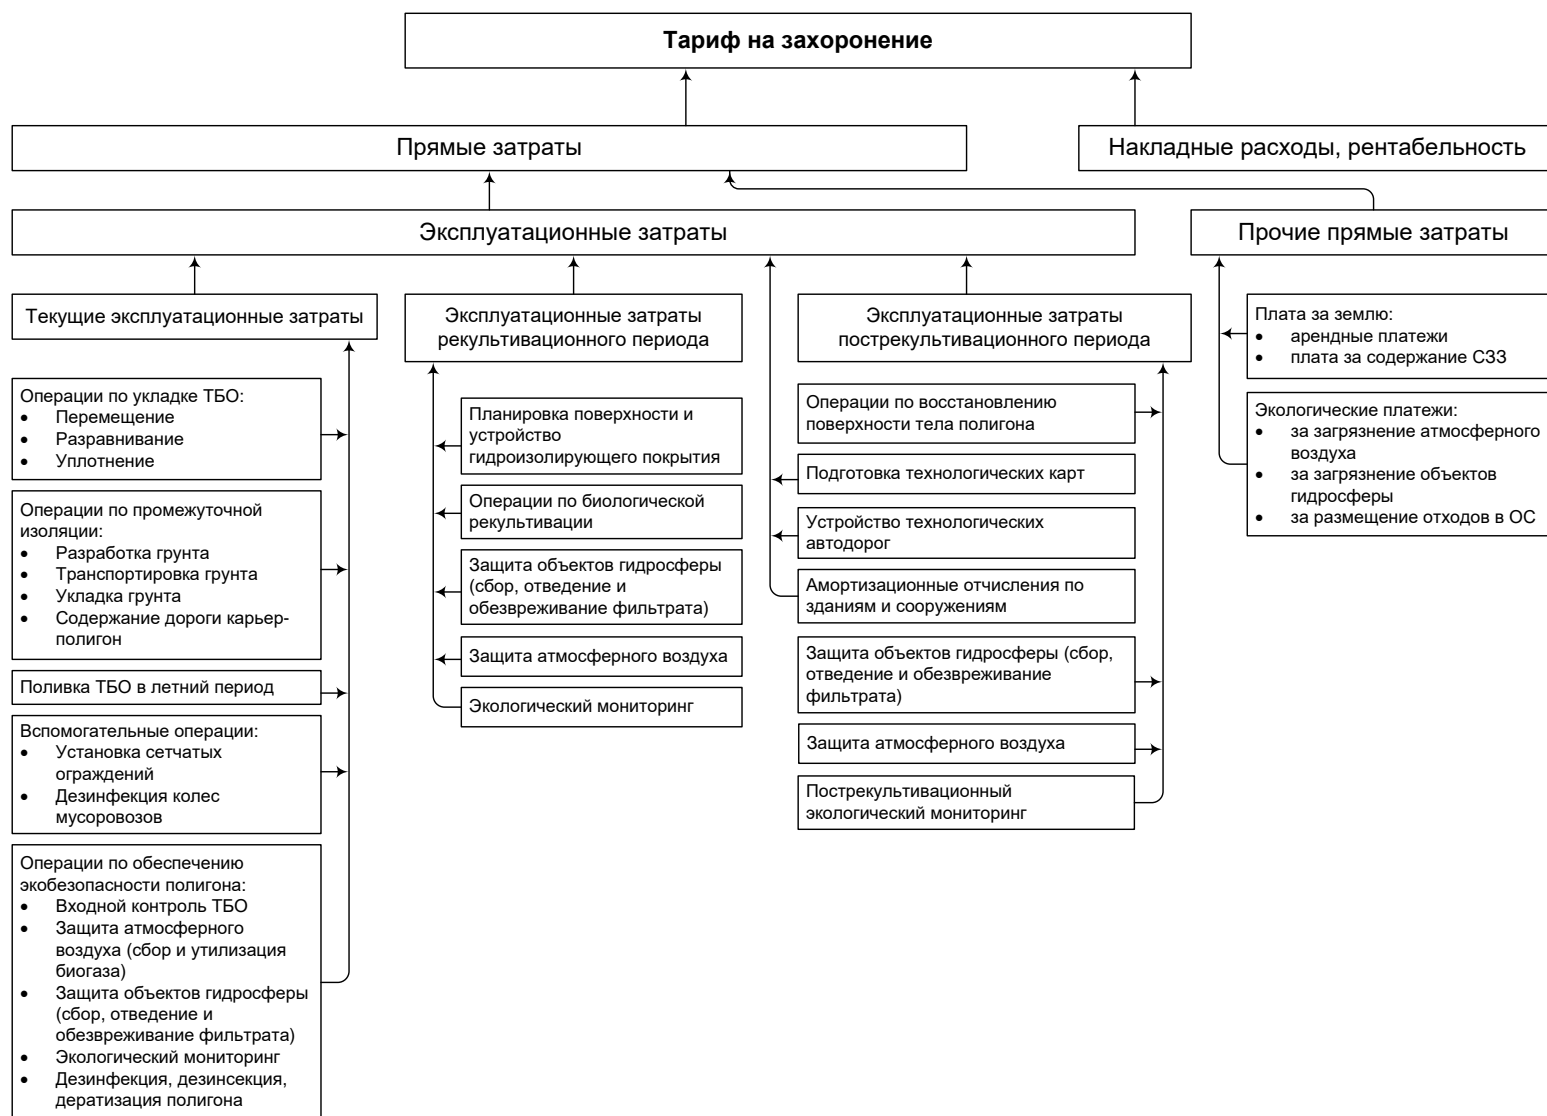 Тариф на захоронение
Прямые затраты
Накладные расходы, рентабельность
Эксплуатационные затраты
Прочие прямые затраты
Текущие эксплуатационные затраты
Операции по укладке ТБО:
• Перемещение
• Разравнивание
• Уплотнение
Операции по промежуточной
изоляции:
• Разработка грунта
• Транспортировка грунта
• Укладка грунта
• Содержание дороги карьер-
полигон
Поливка ТБО в летний период
Вспомогательные операции:
• Установка сетчатых
ограждений
• Дезинфекция колес
мусоровозов
Операции по обеспечению
экобезопасности полигона:
• Входной контроль ТБО
• Защита атмосферного
воздуха (сбор и утилизация
биогаза)
• Защита объектов гидросферы
(сбор, отведение и
обезвреживание фильтрата)
• Экологический мониторинг
• Дезинфекция, дезинсекция,
дератизация полигона
Эксплуатационные затраты
рекультивационного периода
Планировка поверхности и
устройство
гидроизолирующего покрытия
Операции по биологической
рекультивации
Защита объектов гидросферы
(сбор, отведение и
обезвреживание фильтрата)
Защита атмосферного воздуха
Экологический мониторинг
Эксплуатационные затраты
пострекультивационного периода
Операции по восстановлению
поверхности тела полигона
Подготовка технологических карт
Устройство технологических
автодорог
Амортизационные отчисления по
зданиям и сооружениям
Защита объектов гидросферы (сбор,
отведение и обезвреживание
фильтрата)
Защита атмосферного воздуха
Пострекультивационный
экологический мониторинг
Плата за землю:
• арендные платежи
• плата за содержание СЗЗ
Экологические платежи:
• за загрязнение атмосферного
воздуха
• за загрязнение объектов
гидросферы
• за размещение отходов в ОС